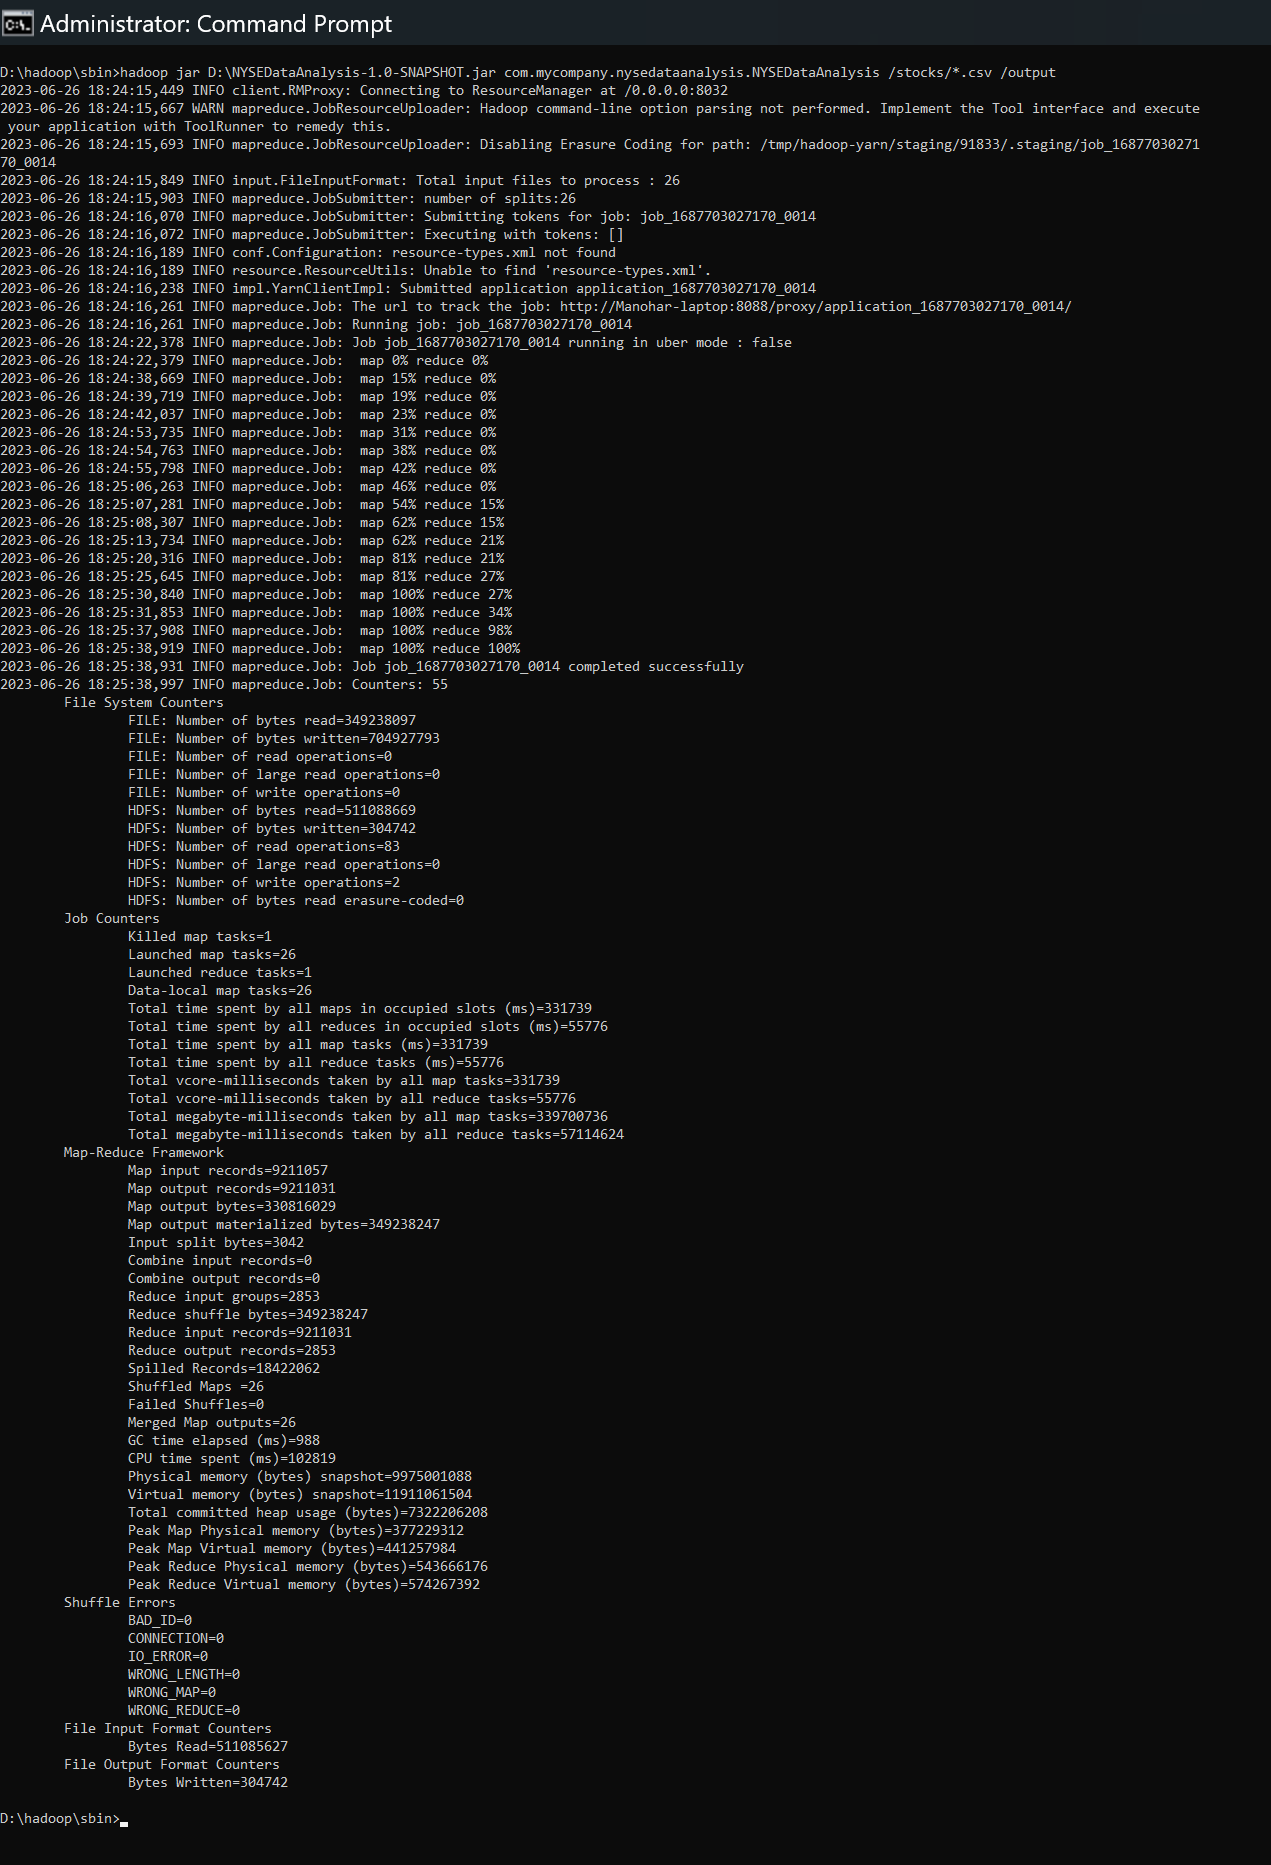 Administrator: Command Prompt
D:\hadoop\sbin>hadoop jar D:\NYSEDataAnalysis-1.0-SNAPSHOT.jar com.mycompany.nysedataanalysis.NYSEDataAnalysis /stocks/*.csv /output
2023-06-26 18:24:15,449 INFO client.RMProxy: Connecting to ResourceManager at /0.0.0.0:8032
2023-06-26 18:24:15,667 WARN mapreduce.JobResourceUploader: Hadoop command-line option parsing not performed. Implement the Tool interface and execute
 your application with ToolRunner to remedy this.
2023-06-26 18:24:15,693 INFO mapreduce.JobResourceUploader: Disabling Erasure Coding for path: /tmp/hadoop-yarn/staging/91833/.staging/job_16877030271
70_0014
2023-06-26 18:24:15,849 INFO input.FileInputFormat: Total input files to process : 26
2023-06-26 18:24:15,903 INFO mapreduce.JobSubmitter: number of splits:26
2023-06-26 18:24:16,070 INFO mapreduce.JobSubmitter: Submitting tokens for job: job_1687703027170_0014
2023-06-26 18:24:16,072 INFO mapreduce.JobSubmitter: Executing with tokens: []
2023-06-26 18:24:16,189 INFO conf.Configuration: resource-types.xml not found
2023-06-26 18:24:16,189 INFO resource.ResourceUtils: Unable to find 'resource-types.xml'.
2023-06-26 18:24:16,238 INFO impl.YarnClientImpl: Submitted application application_1687703027170_0014
2023-06-26 18:24:16,261 INFO mapreduce.Job: The url to track the job: http://Manohar-laptop:8088/proxy/application_1687703027170_0014/
2023-06-26 18:24:16,261 INFO mapreduce.Job: Running job: job_1687703027170_0014
2023-06-26 18:24:22,378 INFO mapreduce.Job: Job job_1687703027170_0014 running in uber mode : false
2023-06-26 18:24:22,379 INFO mapreduce.Job:  map 0% reduce 0%
2023-06-26 18:24:38,669 INFO mapreduce.Job:  map 15% reduce 0%
2023-06-26 18:24:39,719 INFO mapreduce.Job:  map 19% reduce 0%
2023-06-26 18:24:42,037 INFO mapreduce.Job:  map 23% reduce 0%
2023-06-26 18:24:53,735 INFO mapreduce.Job:  map 31% reduce 0%
2023-06-26 18:24:54,763 INFO mapreduce.Job:  map 38% reduce 0%
2023-06-26 18:24:55,798 INFO mapreduce.Job:  map 42% reduce 0%
2023-06-26 18:25:06,263 INFO mapreduce.Job:  map 46% reduce 0%
2023-06-26 18:25:07,281 INFO mapreduce.Job:  map 54% reduce 15%
2023-06-26 18:25:08,307 INFO mapreduce.Job:  map 62% reduce 15%
2023-06-26 18:25:13,734 INFO mapreduce.Job:  map 62% reduce 21%
2023-06-26 18:25:20,316 INFO mapreduce.Job:  map 81% reduce 21%
2023-06-26 18:25:25,645 INFO mapreduce.Job:  map 81% reduce 27%
2023-06-26 18:25:30,840 INFO mapreduce.Job:  map 100% reduce 27%
2023-06-26 18:25:31,853 INFO mapreduce.Job:  map 100% reduce 34%
2023-06-26 18:25:37,908 INFO mapreduce.Job:  map 100% reduce 98%
2023-06-26 18:25:38,919 INFO mapreduce.Job:  map 100% reduce 100%
2023-06-26 18:25:38,931 INFO mapreduce.Job: Job job_1687703027170_0014 completed successfully
2023-06-26 18:25:38,997 INFO mapreduce.Job: Counters: 55
File System Counters
FILE: Number of bytes read=349238097
FILE: Number of bytes written=704927793
FILE: Number of read operations=0
FILE: Number of large read operations=0
FILE: Number of write operations=0
HDFS: Number of bytes read=511088669
HDFS: Number of bytes written=304742
HDFS: Number of read operations=83
HDFS: Number of large read operations=0
HDFS: Number of write operations=2
HDFS: Number of bytes read erasure-coded=0
Job Counters
Killed map tasks=1
Launched map tasks=26
Launched reduce tasks=1
Data-local map tasks=26
Total time spent by all maps in occupied slots (ms)=331739
Total time spent by all reduces in occupied slots (ms)=55776
Total time spent by all map tasks (ms)=331739
Total time spent by all reduce tasks (ms)=55776
Total vcore-milliseconds taken by all map tasks=331739
Total vcore-milliseconds taken by all reduce tasks=55776
Total megabyte-milliseconds taken by all map tasks=339700736
Total megabyte-milliseconds taken by all reduce tasks=57114624
Map-Reduce Framework
Map input records=9211057
Map output records=9211031
Map output bytes=330816029
Map output materialized bytes=349238247
Input split bytes=3042
Combine input records=0
Combine output records=0
Reduce input groups=2853
Reduce shuffle bytes=349238247
Reduce input records=9211031
Reduce output records=2853
Spilled Records=18422062
Shuffled Maps =26
Failed Shuffles=0
Merged Map outputs=26
GC time elapsed (ms)=988
CPU time spent (ms)=102819
Physical memory (bytes) snapshot=9975001088
Virtual memory (bytes) snapshot=11911061504
Total committed heap usage (bytes)=7322206208
Peak Map Physical memory (bytes)=377229312
Peak Map Virtual memory (bytes)=441257984
Peak Reduce Physical memory (bytes)=543666176
Peak Reduce Virtual memory (bytes)=574267392
Shuffle Errors
BAD_ID=0
CONNECTION=0
IO_ERROR=0
WRONG_LENGTH=0
WRONG_MAP=0
WRONG_REDUCE=0
File Input Format Counters
Bytes Read=511085627
File Output Format Counters
Bytes Written=304742
D:\hadoop\sbin>